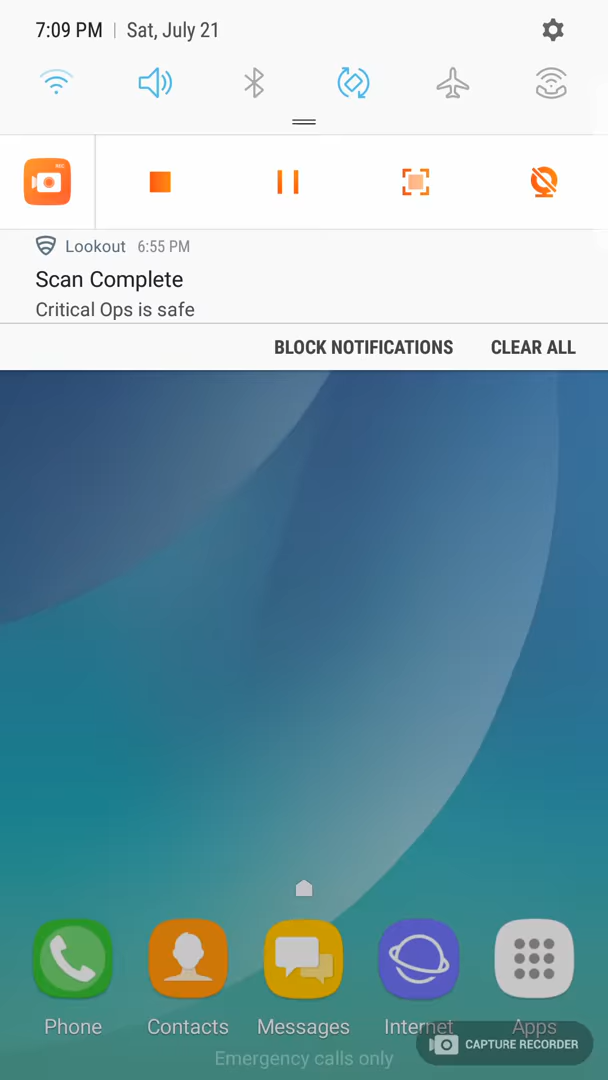 7:09 PM | Sat, July 21
REC
Lookout 6:55 PM
Scan Complete
Critical Ops is safe
BLOCK NOTIFICATIONS CLEAR ALL
Phone Contacts Messages Internet Apps
CAPTURE RECORDER
Emergency calls only